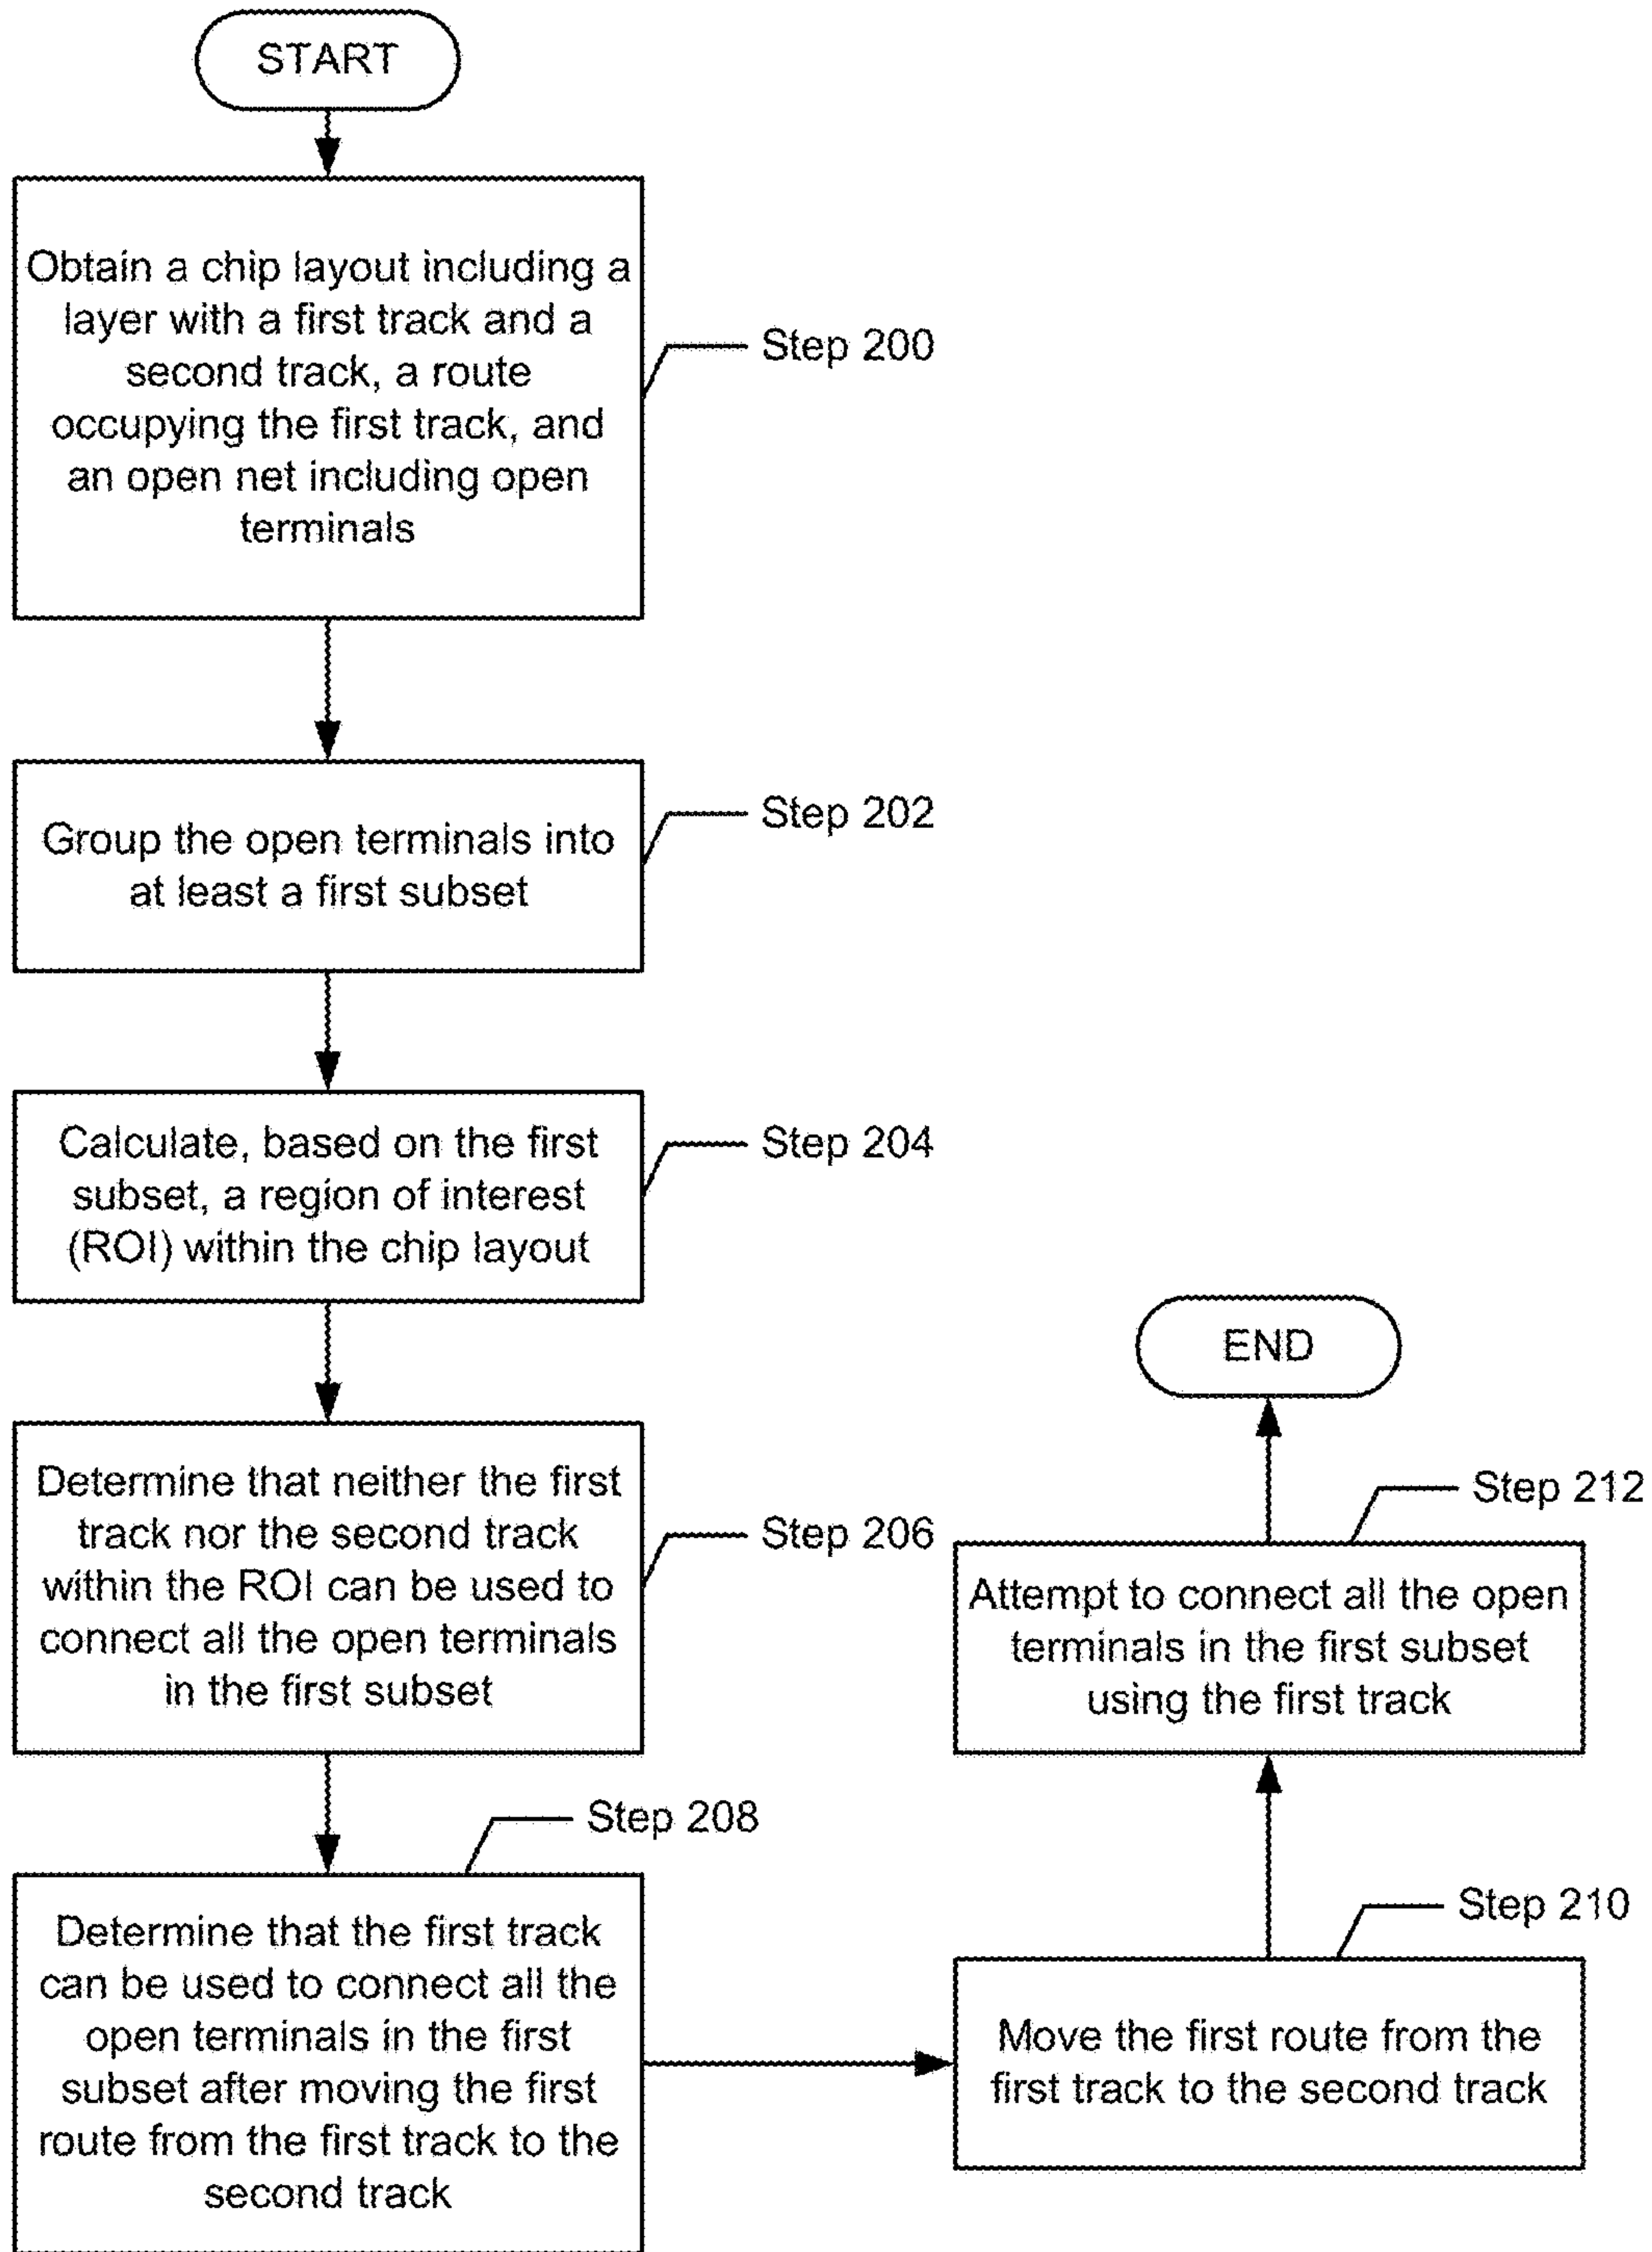 START
Obtain a chip layout including a
layer with a first track and a
second track, a route
occupying the first track, and
an open net including open
terminals
Step 200
Group the open terminals into
at least a first subset
Step 202
Calculate, based on the first
subset, a region of interest
(ROI) within the chip layout
Step 204
Determine that neither the first
track nor the second track
within the ROI can be used to
connect all the open terminals
in the first subset
Step 206
Determine that the first track
can be used to connect all the
open terminals in the first
subset after moving the first
route from the first track to the
second track
Step 208
Move the first route from the
first track to the second track
Step 210
Attempt to connect all the open
terminals in the first subset
using the first track
Step 212
END